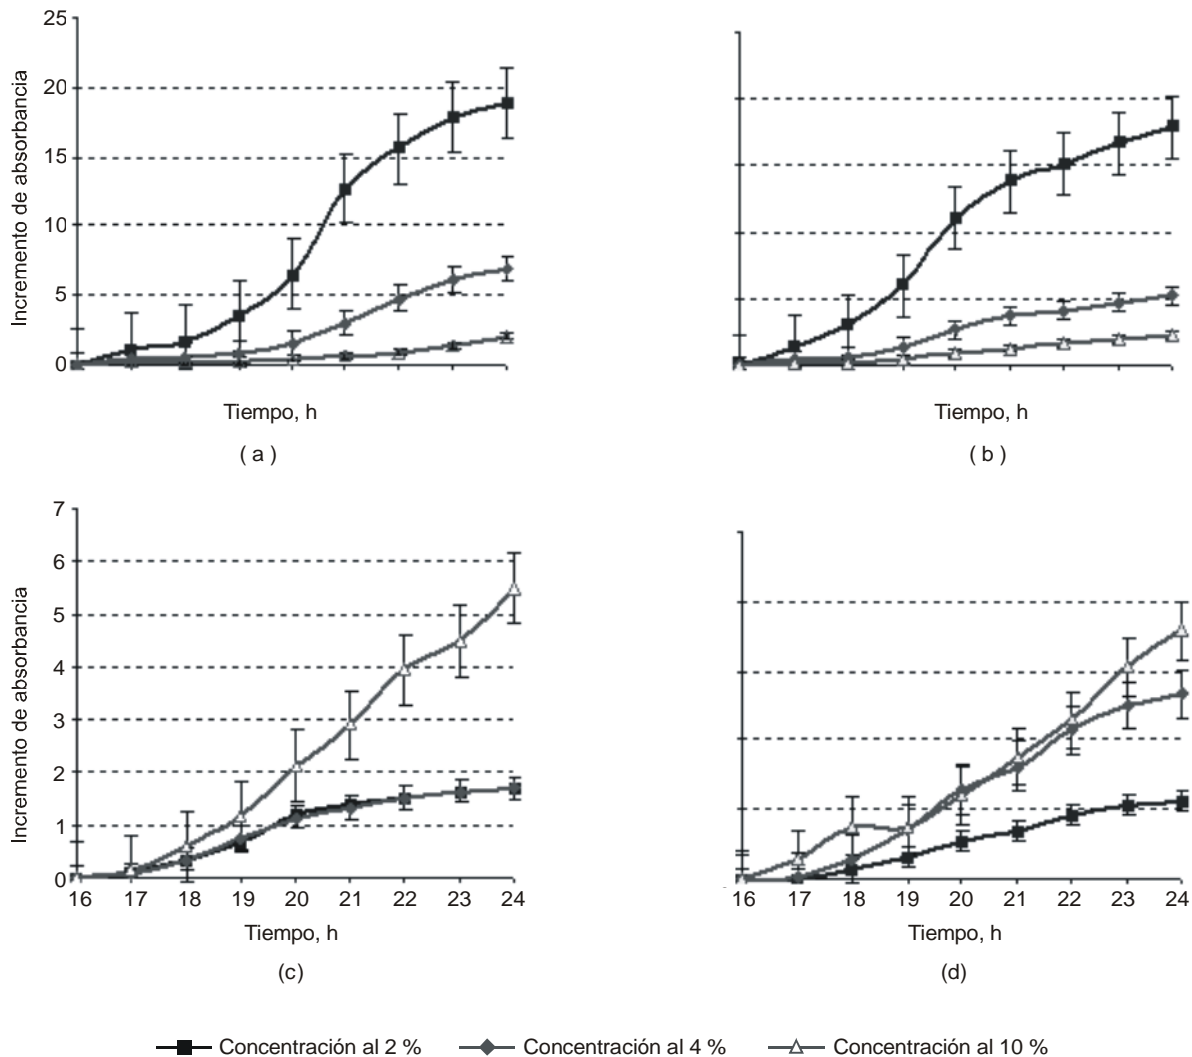 25
20
15
10
5
0
Incremento de absorbancia
Tiempo, h
Tiempo, h
( a )
( b )
7
6
5
4
3
2
1
0
Incremento de absorbancia
16 17 18 19 20 21 22 23 24
16 17 18 19 20 21 22 23 24
Tiempo, h
Tiempo, h
(c)
(d)
Concentración al 2 % Concentración al 4 % Concentración al 10 %